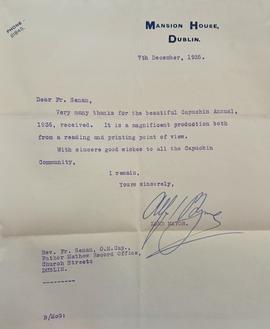 PHONE
MANSION HOUSE,
DUBLIN.
7th December, 1935.
Dear Fr. Senan,
Very many thanks for the beautiful Capuchin Annual,
1936, received. It is a magnificent production both
from a reading and printing point of view.
With sincere good wishes to all the Capuchin
Community.
I remain.
Yours sincerely,
LORD MAYOR.
Rev. Fr. Senan, O.M.Cap.,
Father Mathew Record Office,
Church Street,
DUBLIN.
---------
B/MoG: